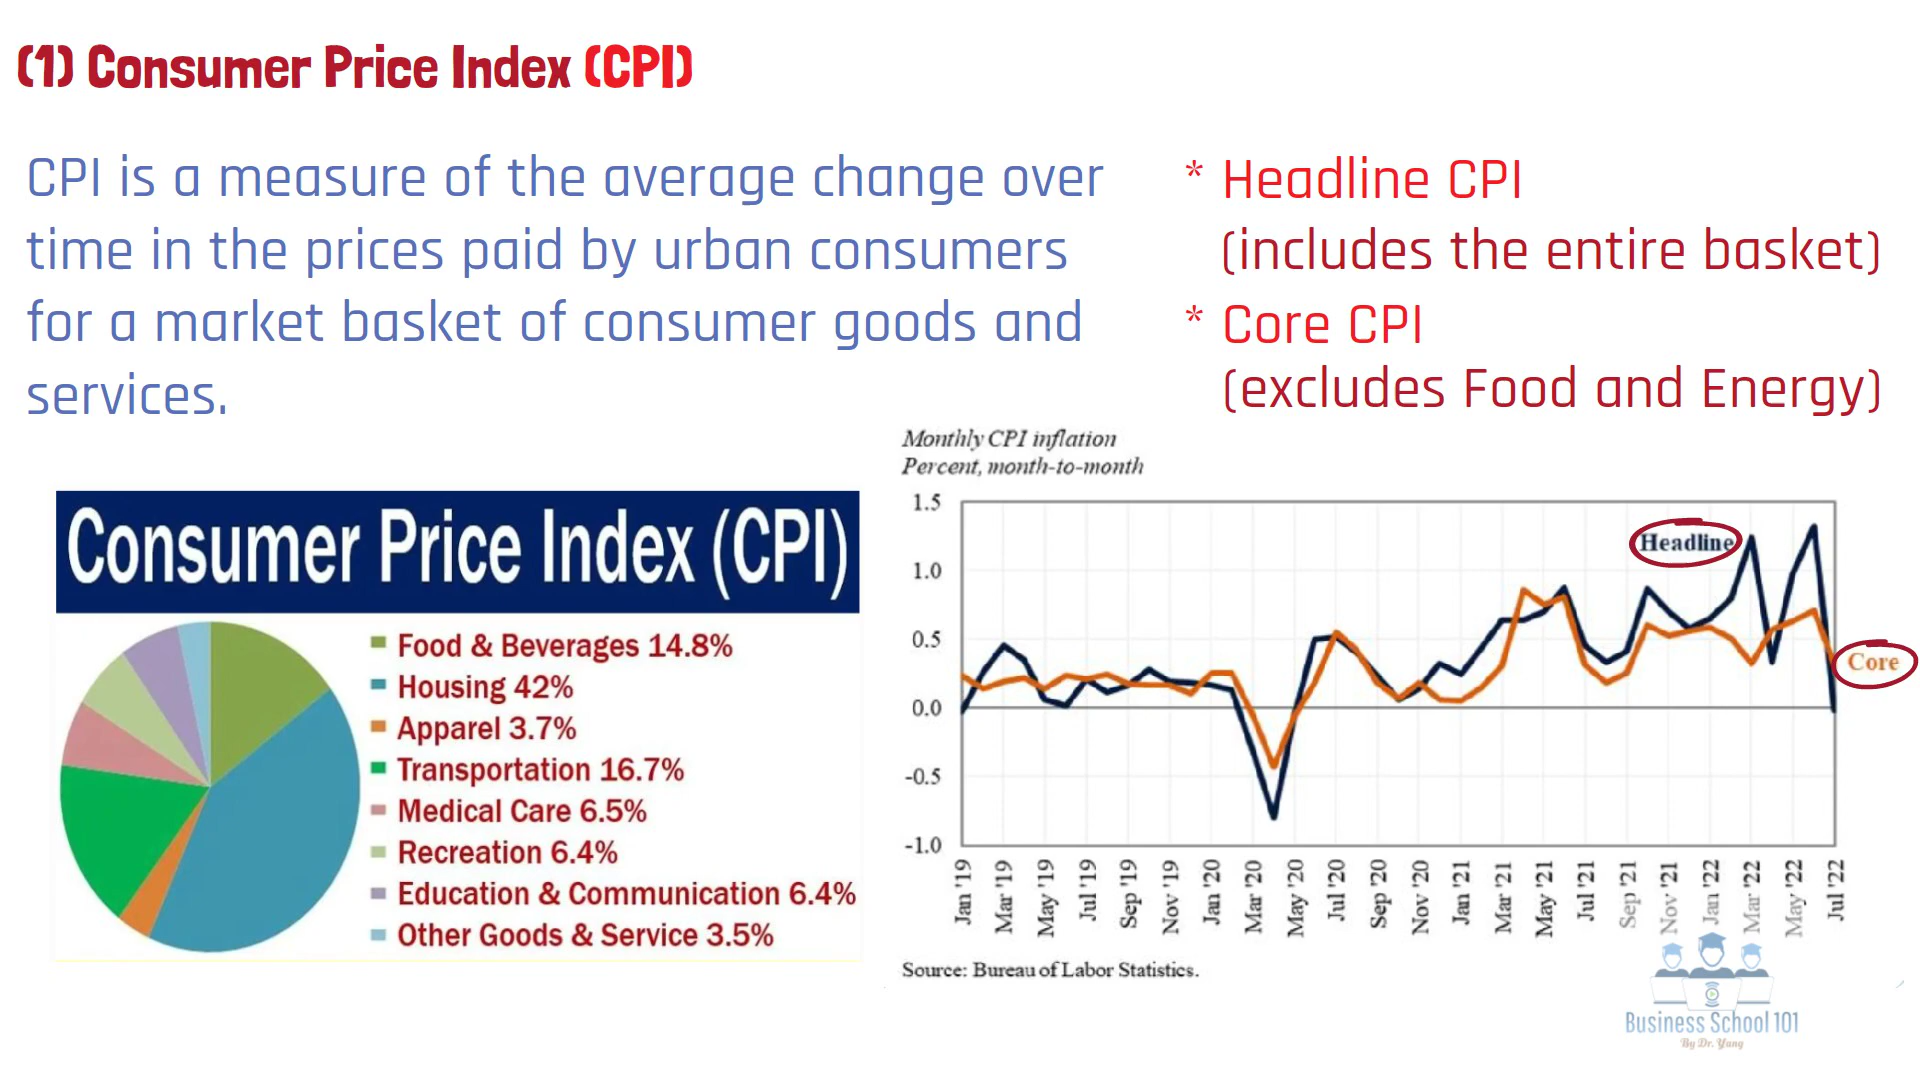 (1) Consumer Price Index (CPI)
CPI is a measure of the average change over
time in the prices paid by urban consumers
for a market basket of consumer goods and
services.
* Headline CPI
(includes the entire basket)
* Core CPI
(excludes Food and Energy)
Consumer Price Index (CPI)
Food & Beverages 14.8%
Housing 42%
Apparel 3.7%
Transportation 16.7%
Medical Care 6.5%
Recreation 6.4%
Education & Communication 6.4%
Other Goods & Service 3.5%
Monthly CPI inflation
Percent, month-to-month
1.5
1.0
0.5
0.0
-0.5
-1.0
Headline
Core
Jan '19
Mar '19
May '19
Jul '19
Sep '19
Nov '19
Jan '20
Mar '20
May '20
Jul '20
Sep '20
Nov '20
Jan '21
Mar '21
May '21
Jul '21
Sep '21
Nov '21
Jan '22
Mar '22
May '22
Jul '22
Source: Bureau of Labor Statistics.
Business School 101
By Dr. Yang